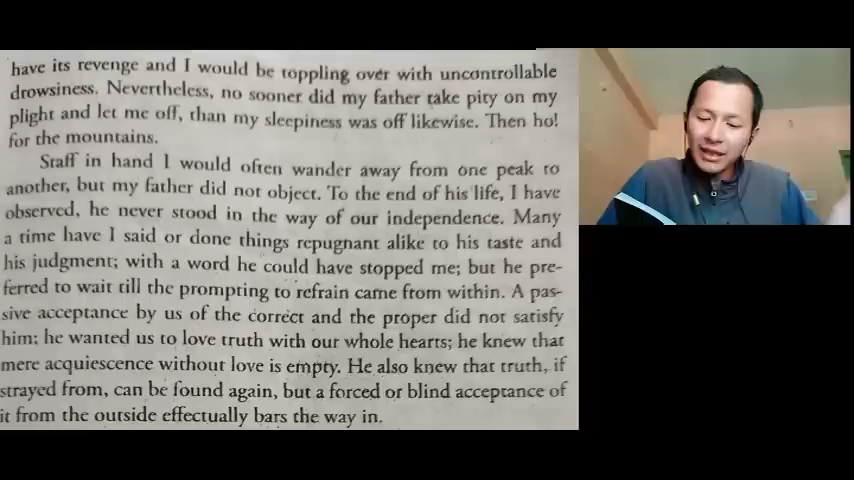 have its revenge and I would be toppling over with uncontrollable
drowsiness. Nevertheless, no sooner did my father take pity on my
plight and let me off, than my sleepiness was off likewise. Then ho!
for the mountains.
Staff in hand I would often wander away from one peak to
another, but my father did not object. To the end of his life, I have
observed, he never stood in the way of our independence. Many
a time have I said or done things repugnant alike to his taste and
his judgment; with a word he could have stopped me; but he pre-
ferred to wait till the prompting to refrain came from within. A pas-
sive acceptance by us of the correct and the proper did not satisfy
him; he wanted us to love truth with our whole hearts; he knew that
mere acquiescence without love is empty. He also knew that truth, if
strayed from, can be found again, but a forced or blind acceptance of
it from the outside effectually bars the way in.